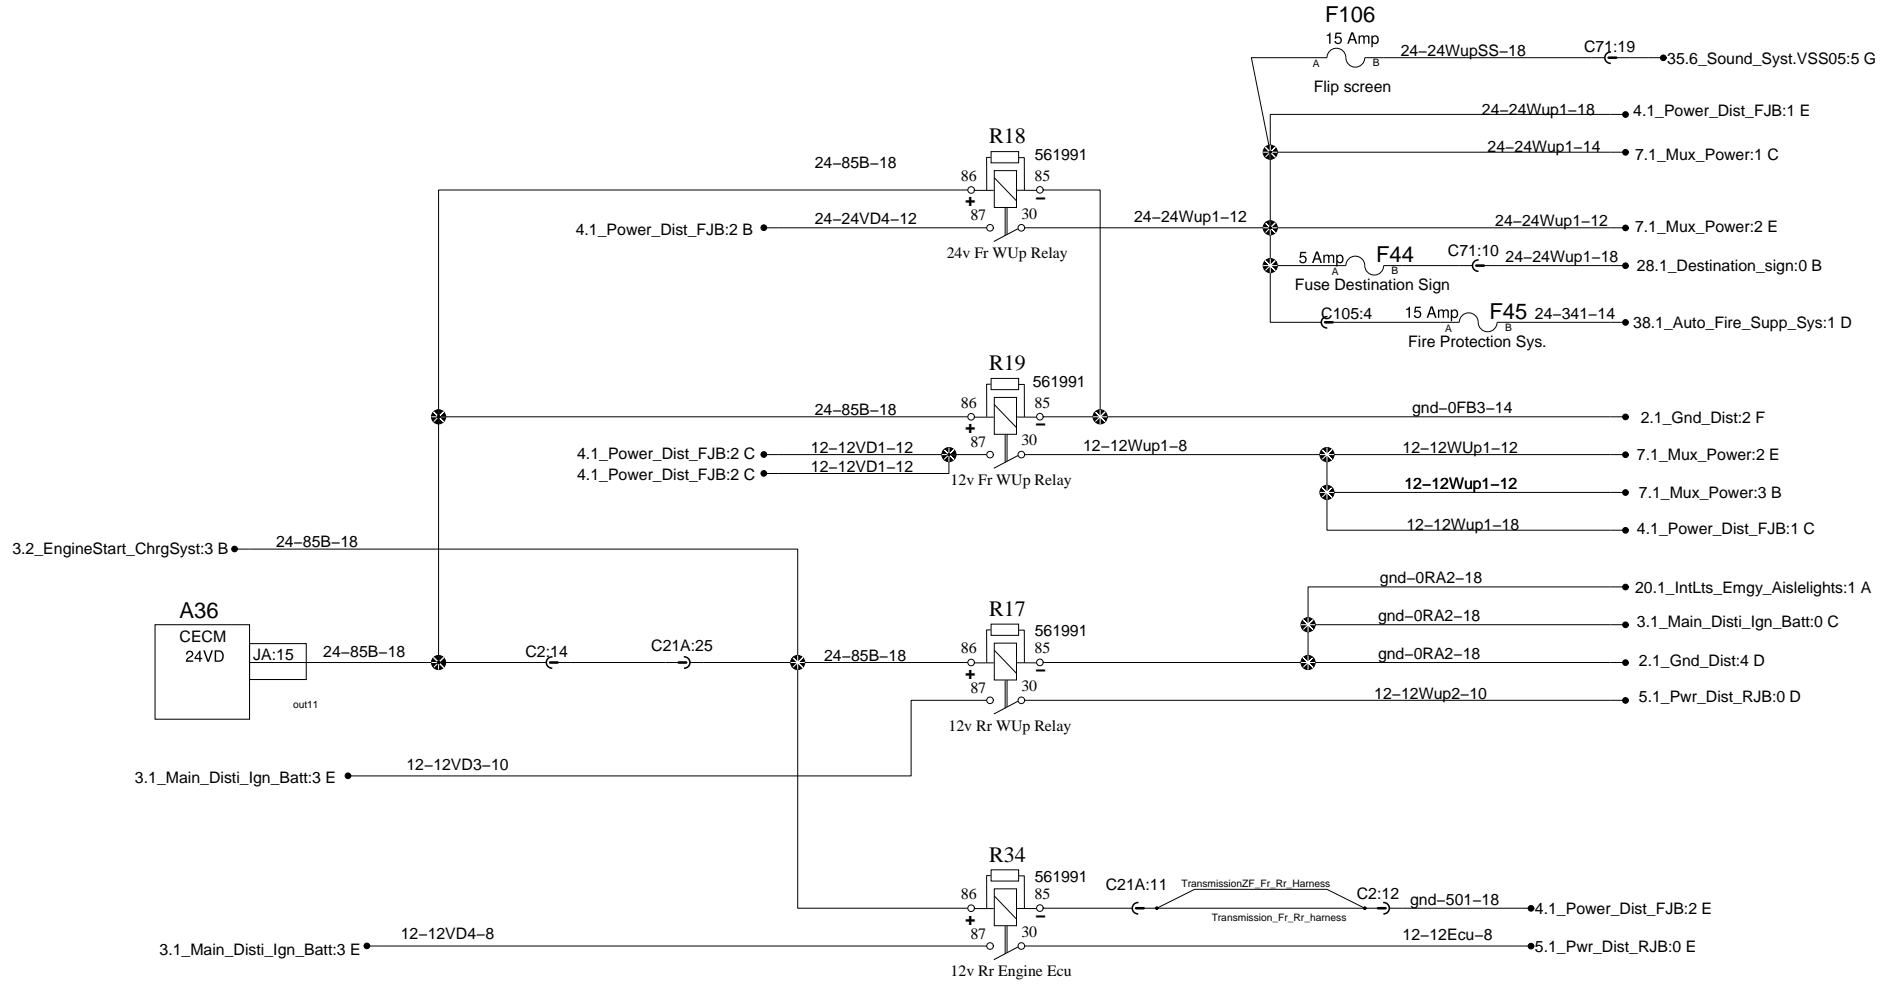 F106
15 Amp
24–24WupSS–18
C71:19
35.6_Sound_Syst.VSS05:5 G
A
B
Flip screen
24–24Wup1–18
4.1_Power_Dist_FJB:1 E
R18
24–85B–18
561991
24–24Wup1–14
7.1_Mux_Power:1 C
86
85
+
–
4.1_Power_Dist_FJB:2 B
24–24VD4–12
87
30
24–24Wup1–12
24–24Wup1–12
7.1_Mux_Power:2 E
24v Fr WUp Relay
5 Amp
F44
C71:10
24–24Wup1–18
28.1_Destination_sign:0 B
A
B
Fuse Destination Sign
C105:4
15 Amp
F45
24–341–14
38.1_Auto_Fire_Supp_Sys:1 D
A
B
Fire Protection Sys.
R19
561991
24–85B–18
86
85
+
–
gnd–0FB3–14
2.1_Gnd_Dist:2 F
4.1_Power_Dist_FJB:2 C
12–12VD1–12
87
30
12–12Wup1–8
12–12WUp1–12
7.1_Mux_Power:2 E
4.1_Power_Dist_FJB:2 C
12–12VD1–12
12v Fr WUp Relay
12–12Wup1–12
7.1_Mux_Power:3 B
12–12Wup1–18
4.1_Power_Dist_FJB:1 C
3.2_EngineStart_ChrgSyst:3 B
24–85B–18
gnd–0RA2–18
20.1_IntLts_Emgy_Aislelights:1 A
A36
R17
gnd–0RA2–18
3.1_Main_Disti_Ign_Batt:0 C
CECM
24VD
JA:15
24–85B–18
C2:14
C21A:25
24–85B–18
561991
86
85
+
–
gnd–0RA2–18
2.1_Gnd_Dist:4 D
out11
87
30
12–12Wup2–10
5.1_Pwr_Dist_RJB:0 D
12v Rr WUp Relay
3.1_Main_Disti_Ign_Batt:3 E
12–12VD3–10
R34
561991
86
85
+
–
C21A:11
TransmissionZF_Fr_Rr_Harness
Transmission_Fr_Rr_harness
C2:12
gnd–501–18
4.1_Power_Dist_FJB:2 E
3.1_Main_Disti_Ign_Batt:3 E
12–12VD4–8
87
30
12–12Ecu–8
5.1_Pwr_Dist_RJB:0 E
12v Rr Engine Ecu